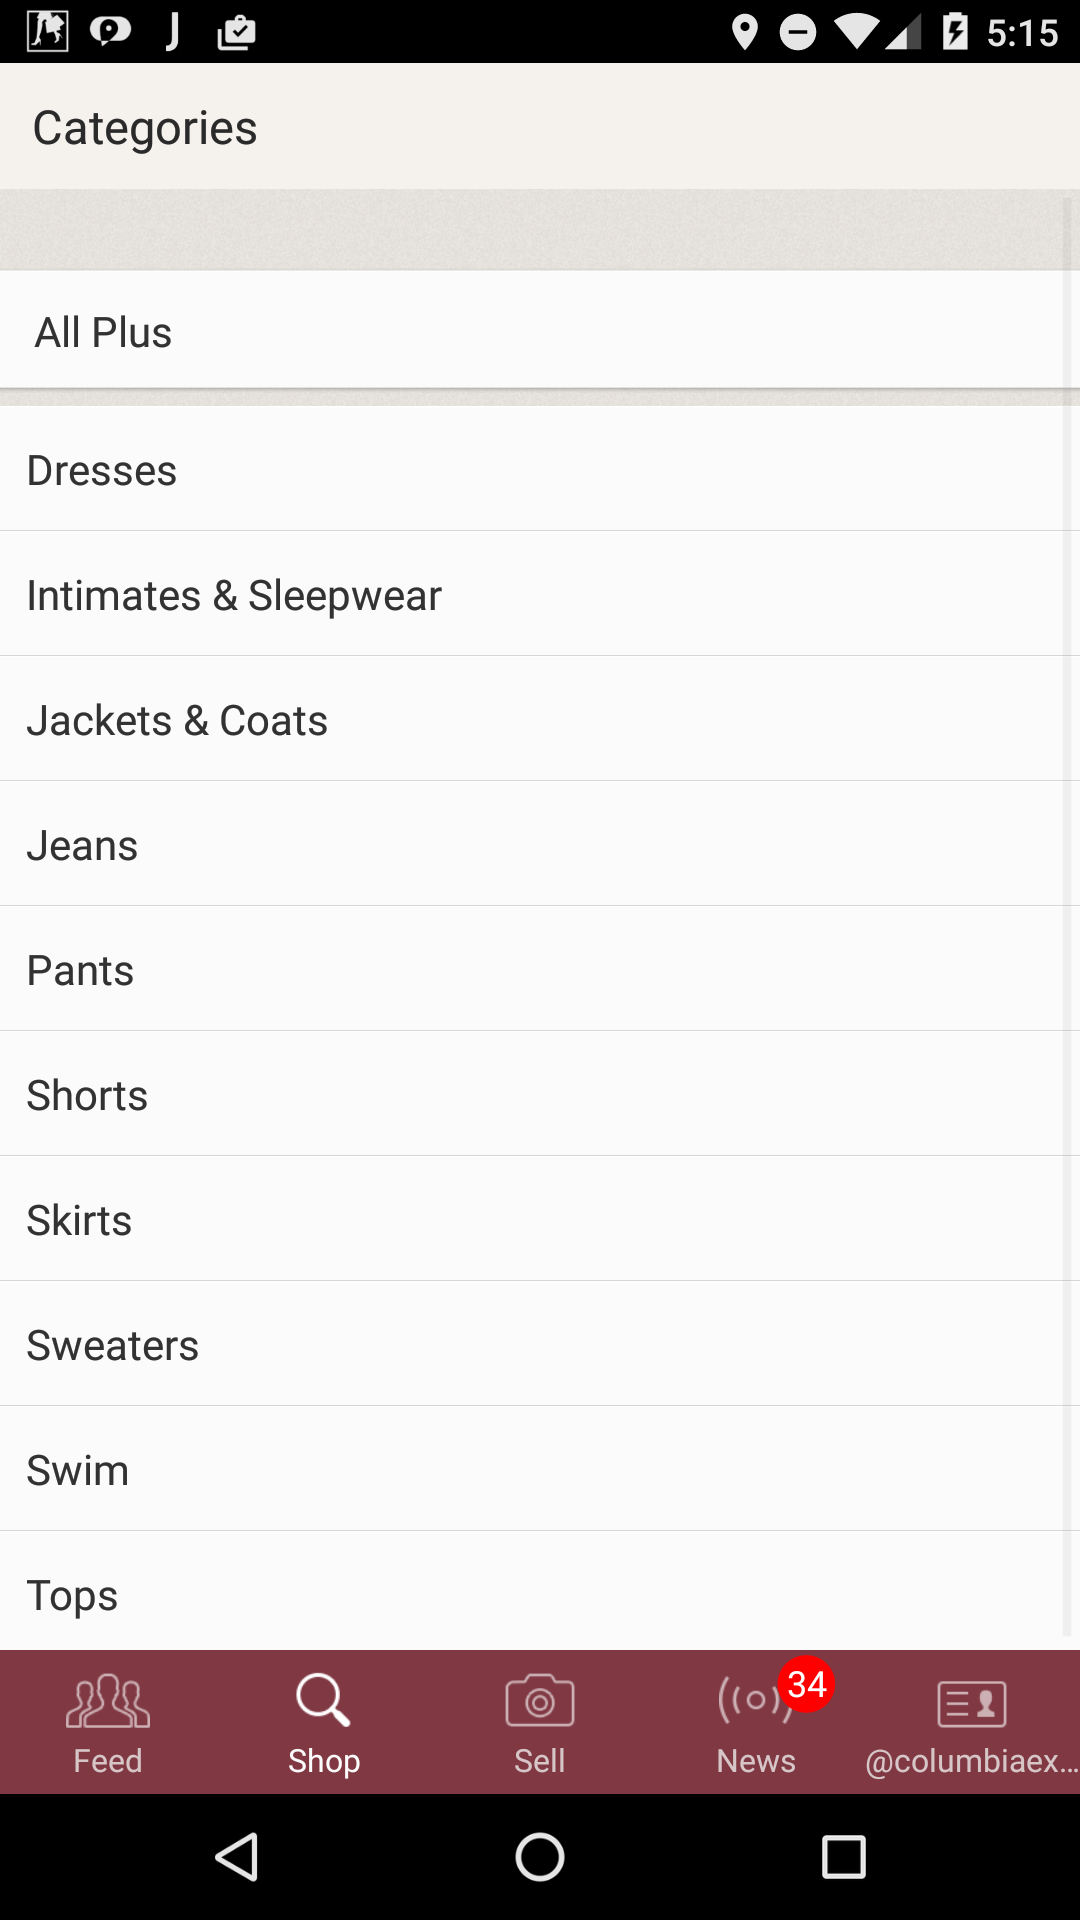 5:15
Categories
All Plus
Dresses
Intimates & Sleepwear
Jackets & Coats
Jeans
Pants
Shorts
Skirts
Sweaters
Swim
Tops
34
Feed Shop Sell News @columbiaex...